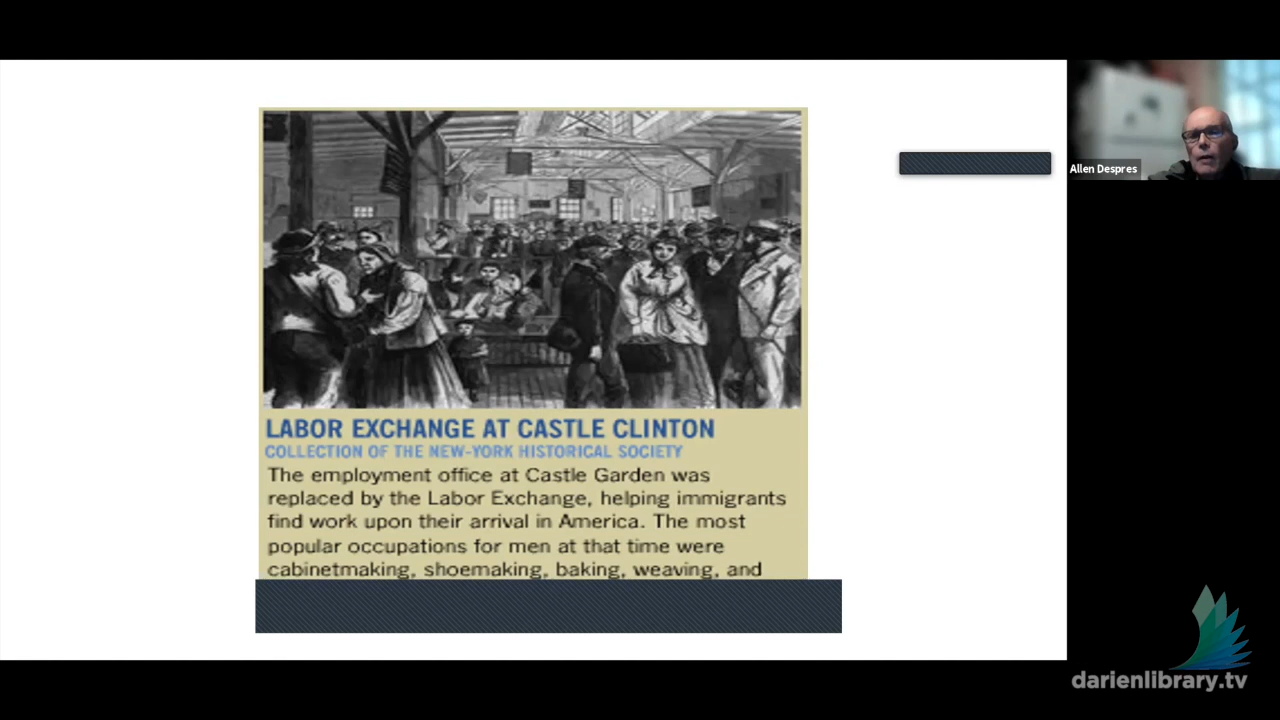 LABOR EXCHANGE AT CASTLE CLINTON
COLLECTION OF THE NEW-YORK HISTORICAL SOCIETY
The employment office at Castle Garden was
replaced by the Labor Exchange, helping immigrants
find work upon their arrival in America. The most
popular occupations for men at that time were
cabinetmaking, shoemaking, baking, weaving, and
Allen Despres
darienlibrary.tv